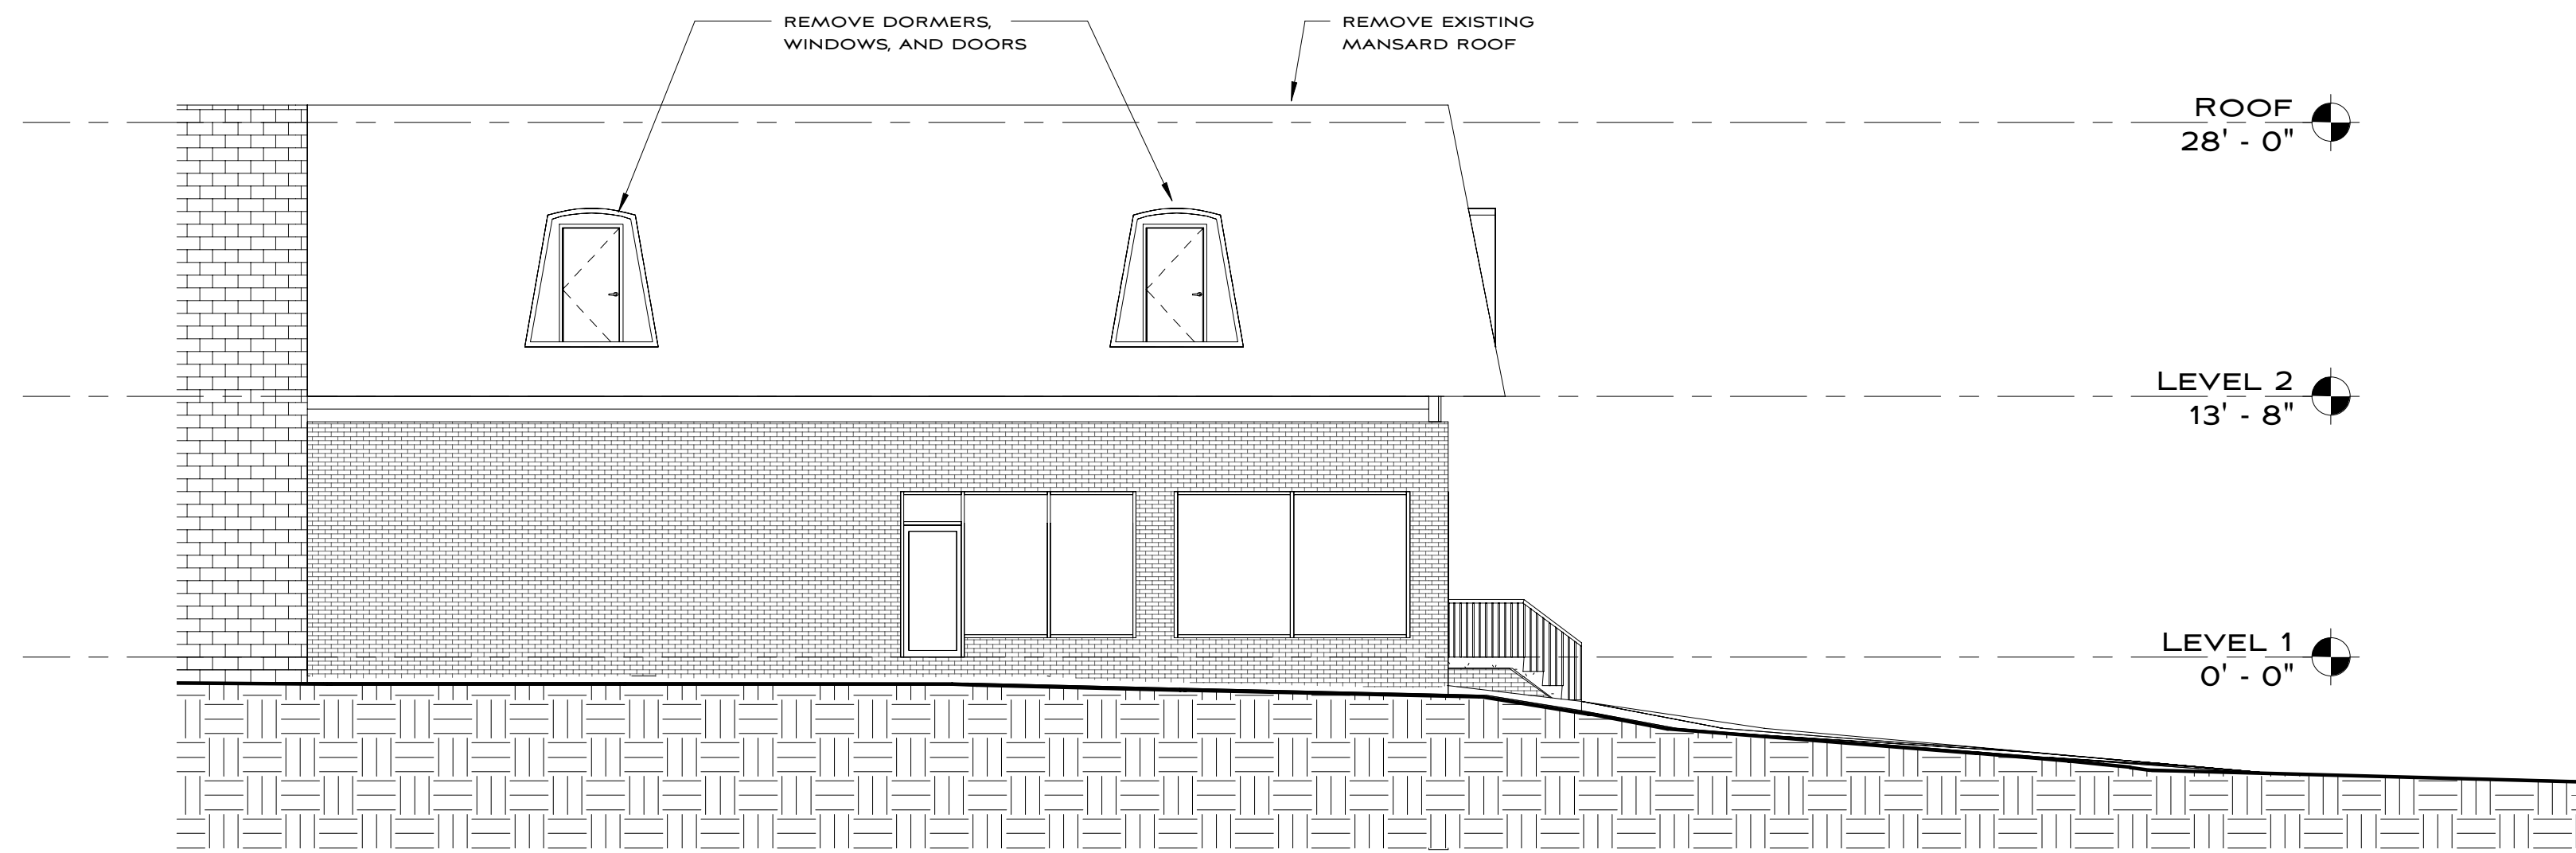 REMOVE DORMERS,
WINDOWS, AND DOORS
REMOVE EXISTING
MANSARD ROOF
ROOF
28' - 0"
LEVEL 2
13' - 8"
LEVEL 1
0' - 0"